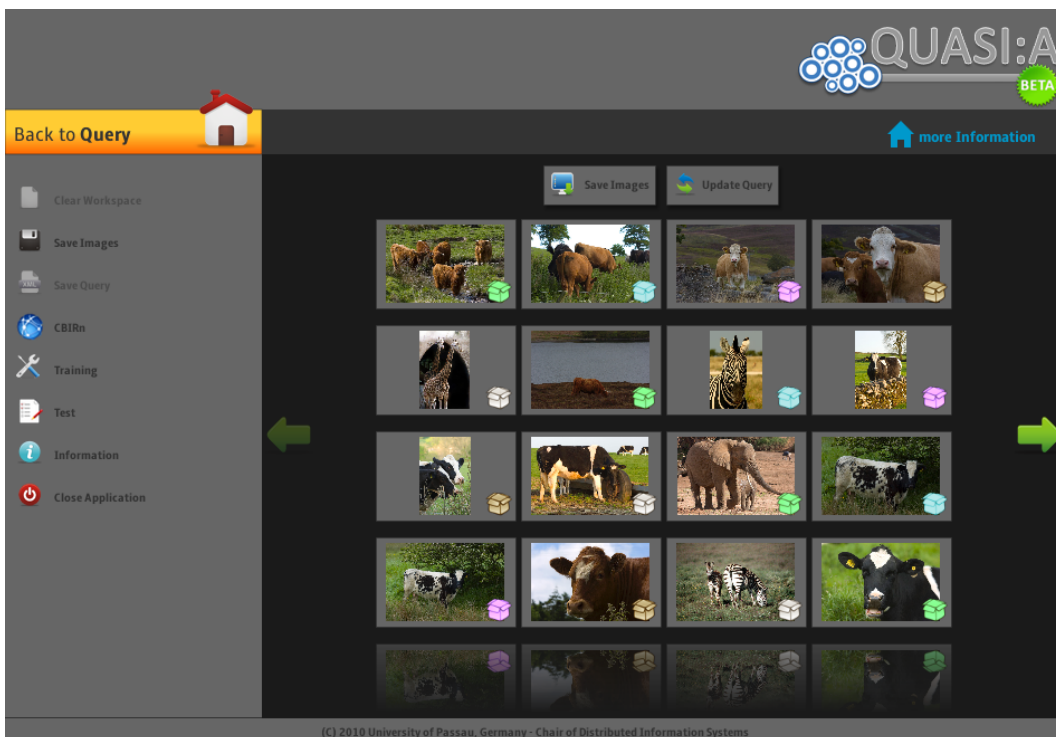 QUASI:A
BETA
Back to Query
more Information
Save Images
Update Query
Clear Workspace
Save Images
XML
Save Query
CBIRn
Training
Test
Information
Close Application
(C) 2010 University of Passau, Germany - Chair of Distributed Information Systems